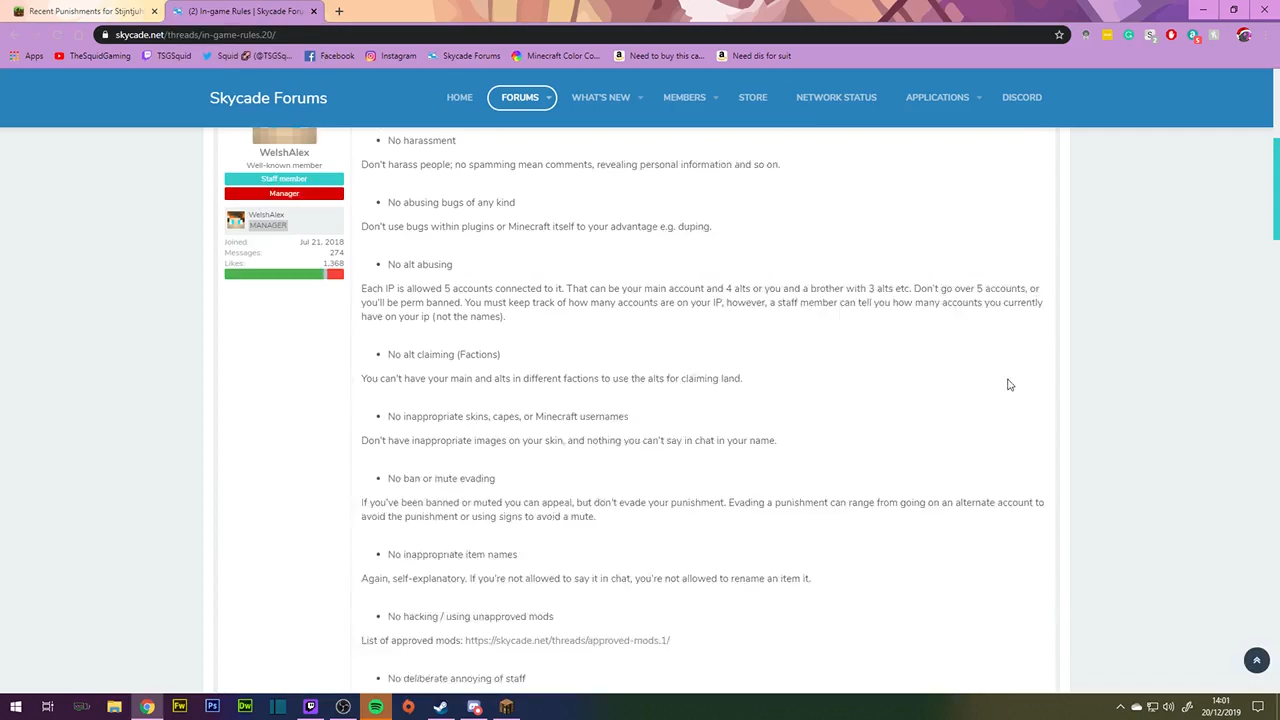 Recent Punishments for Stijntjuh
(2) In-game Rules. | Skycade F
skycade.net/threads/in-game-rules.20/
Apps
TheSquidGaming
TSGSquid
Squid 🚀 (@TSGSq...
Facebook
Instagram
Skycade Forums
Minecraft Color Co...
Need to buy this ca...
Need dis for suit
Skycade Forums
HOME
FORUMS
WHAT'S NEW
MEMBERS
STORE
NETWORK STATUS
APPLICATIONS
DISCORD
WelshAlex
Well-known member
Staff member
Manager
WelshAlex
MANAGER
Joined: Jul 21, 2018
Messages: 274
Likes: 1,368
• No harassment
Don't harass people; no spamming mean comments, revealing personal information and so on.
• No abusing bugs of any kind
Don't use bugs within plugins or Minecraft itself to your advantage e.g. duping.
• No alt abusing
Each IP is allowed 5 accounts connected to it. That can be your main account and 4 alts or you and a brother with 3 alts etc. Don't go over 5 accounts, or
you'll be perm banned. You must keep track of how many accounts are on your IP, however, a staff member can tell you how many accounts you currently
have on your ip (not the names).
• No alt claiming (Factions)
You can't have your main and alts in different factions to use the alts for claiming land.
• No inappropriate skins, capes, or Minecraft usernames
Don't have inappropriate images on your skin, and nothing you can't say in chat in your name.
• No ban or mute evading
If you've been banned or muted you can appeal, but don't evade your punishment. Evading a punishment can range from going on an alternate account to
avoid the punishment or using signs to avoid a mute.
• No inappropriate item names
Again, self-explanatory. If you're not allowed to say it in chat, you're not allowed to rename an item it.
• No hacking / using unapproved mods
List of approved mods: https://skycade.net/threads/approved-mods.1/
• No deliberate annoying of staff
14:01
20/12/2019